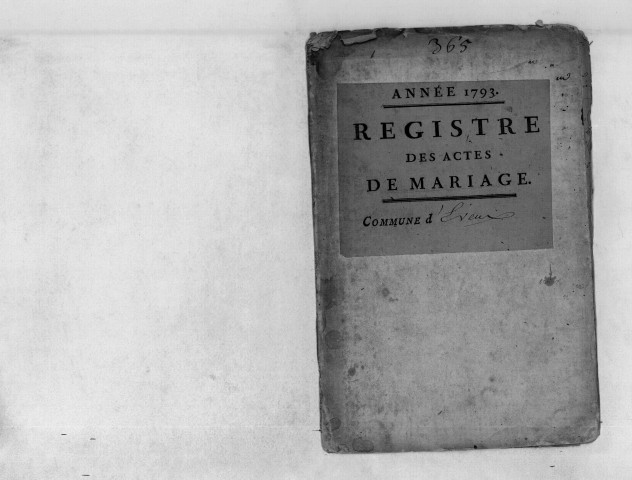 365
ANNÉE 1793.
REGISTRE
DES ACTES
DE MARIAGE.
COMMUNE d'